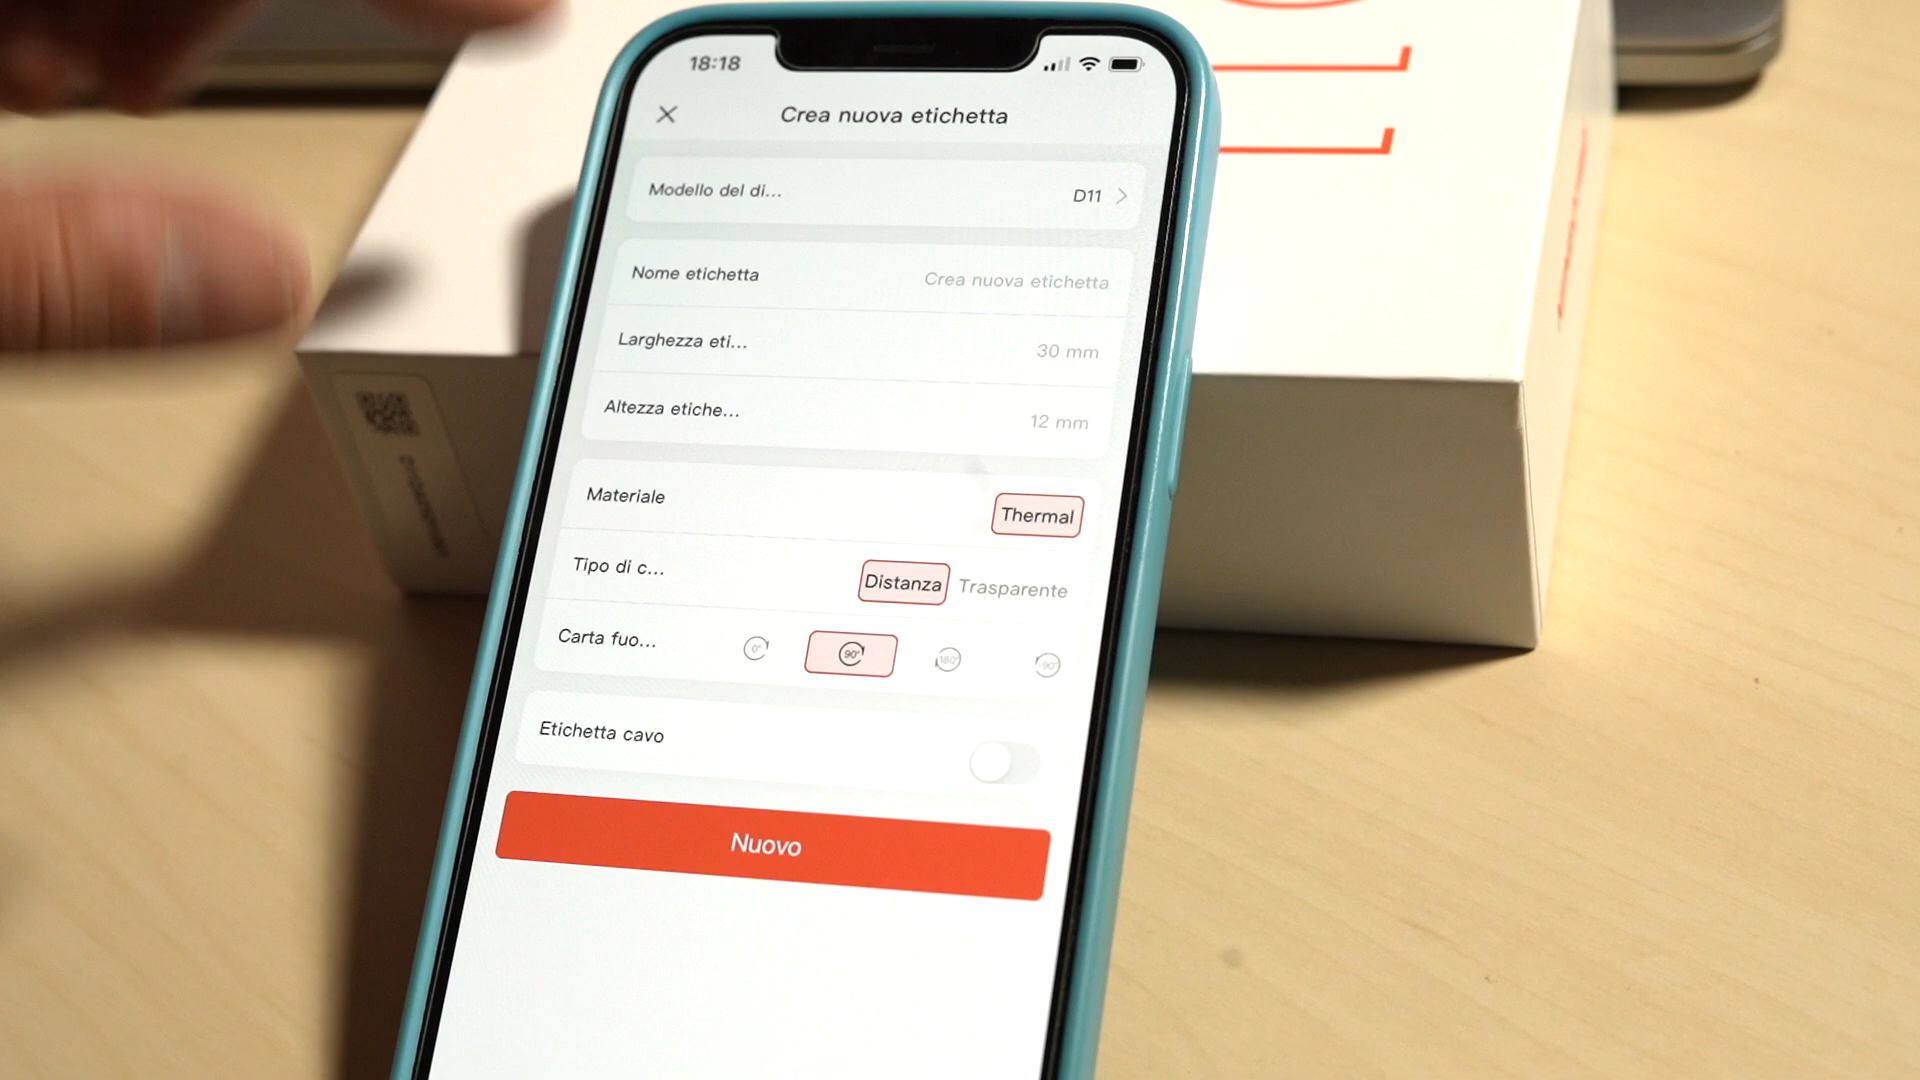 18:18
Crea nuova etichetta
Modello del di... D11
Nome etichetta Crea nuova etichetta
Larghezza eti... 30 mm
Altezza etiche... 12 mm
Materiale Thermal
Tipo di c... Distanza Trasparente
Carta fuo... 0° 90° 180° -90°
Etichetta cavo
Nuovo